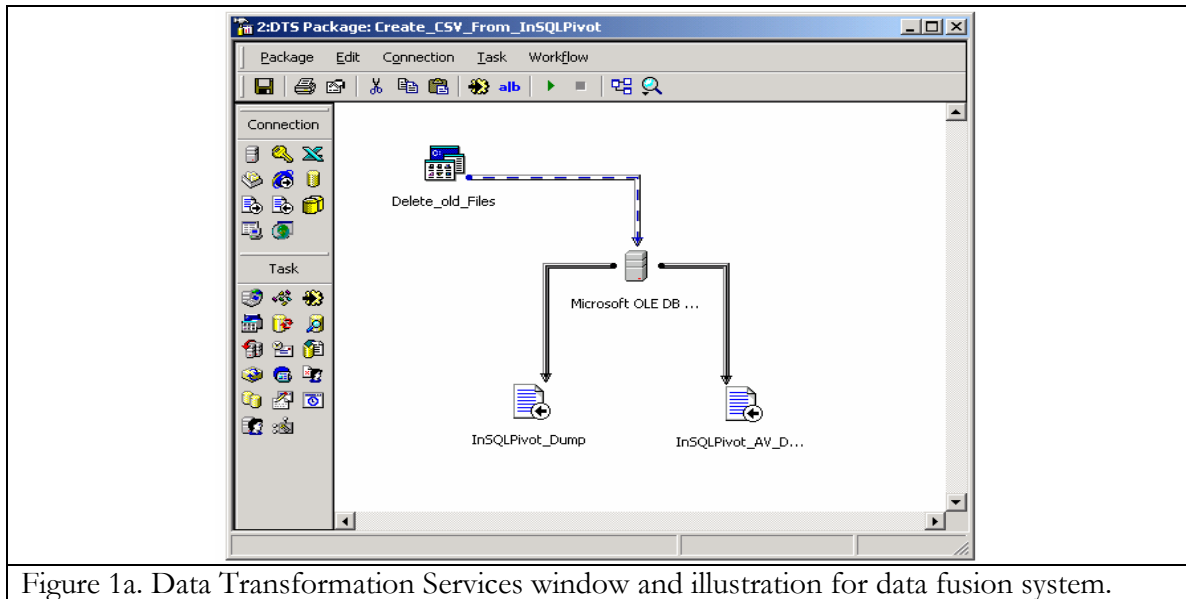 2:DTS Package: Create_CSV_From_InSQLPivot
Package Edit Connection Task Workflow
a|b
Connection
Task
Delete_old_Files
Microsoft OLE DB ...
InSQLPivot_Dump
InSQLPivot_AV_D...
Figure 1a. Data Transformation Services window and illustration for data fusion system.